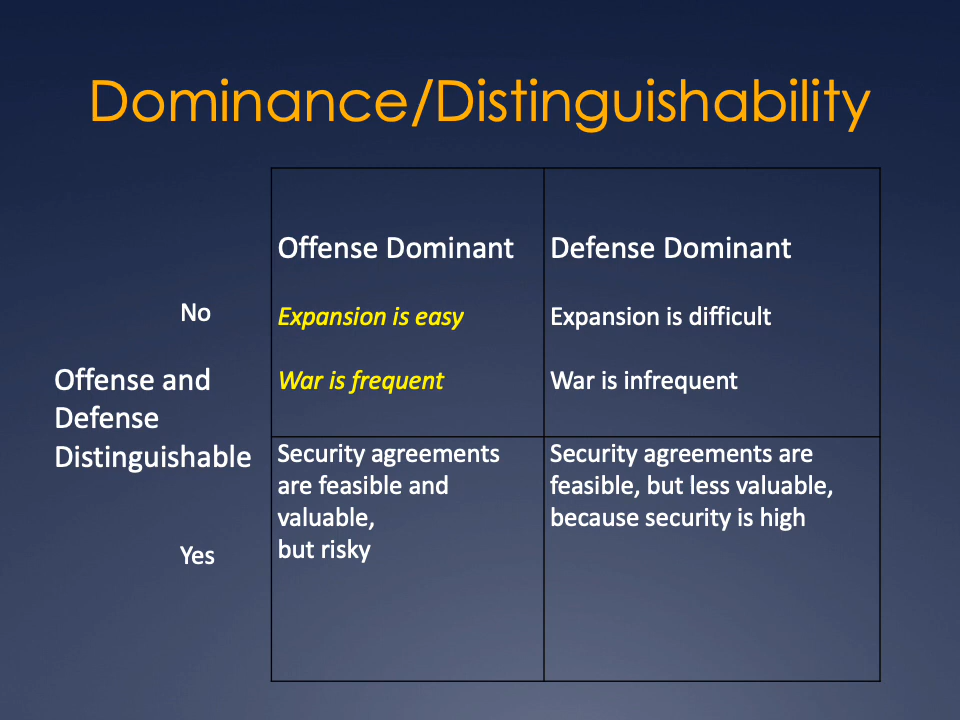 Dominance/Distinguishability
Offense Dominant
Defense Dominant
No
Expansion is easy
Expansion is difficult
Offense and
Defense
Distinguishable
War is frequent
War is infrequent
Security agreements
are feasible and
valuable,
but risky
Security agreements are
feasible, but less valuable,
because security is high
Yes